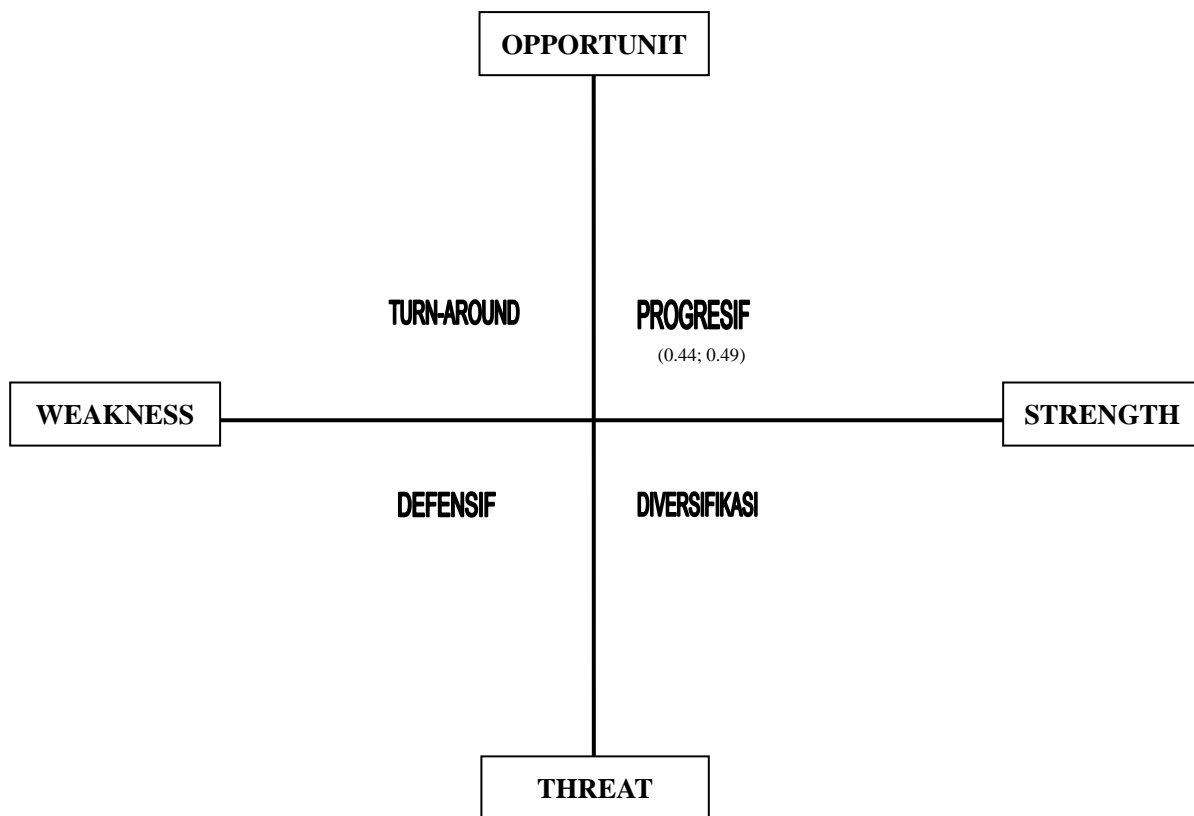 OPPORTUNIT
TURN-AROUND
PROGRESIF
(0.44; 0.49)
WEAKNESS
STRENGTH
DEFENSIF
DIVERSIFIKASI
THREAT